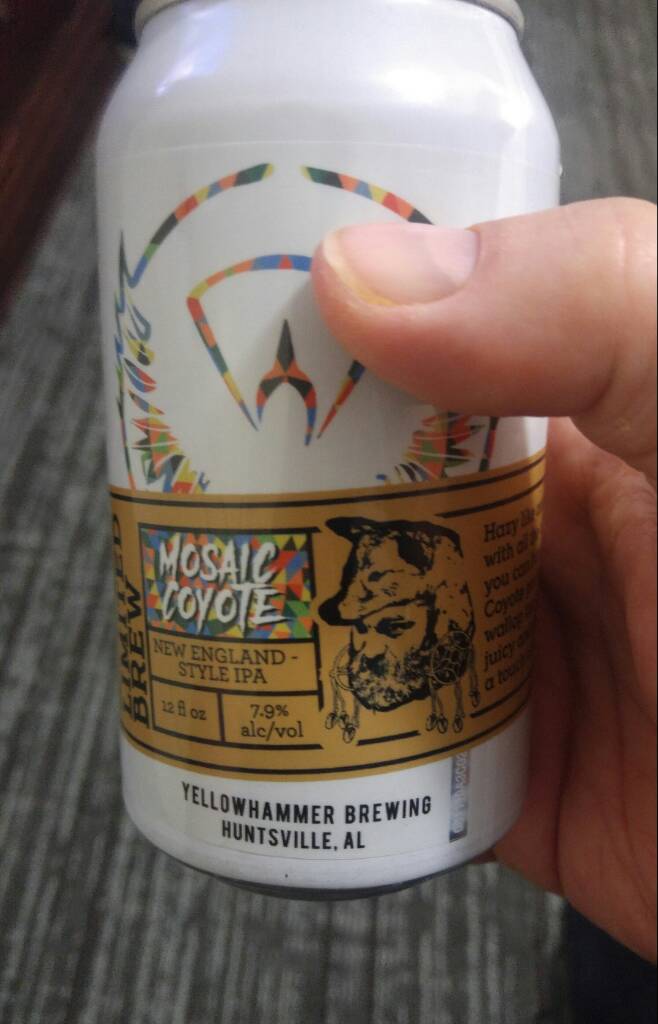 LIMITED
BREW
MOSAIC
COYOTE
NEW ENGLAND -
STYLE IPA
12 fl oz
7.9%
alc/vol
Hazy
with all
you can
Coyote
juicy
a
YELLOWHAMMER BREWING
HUNTSVILLE, AL